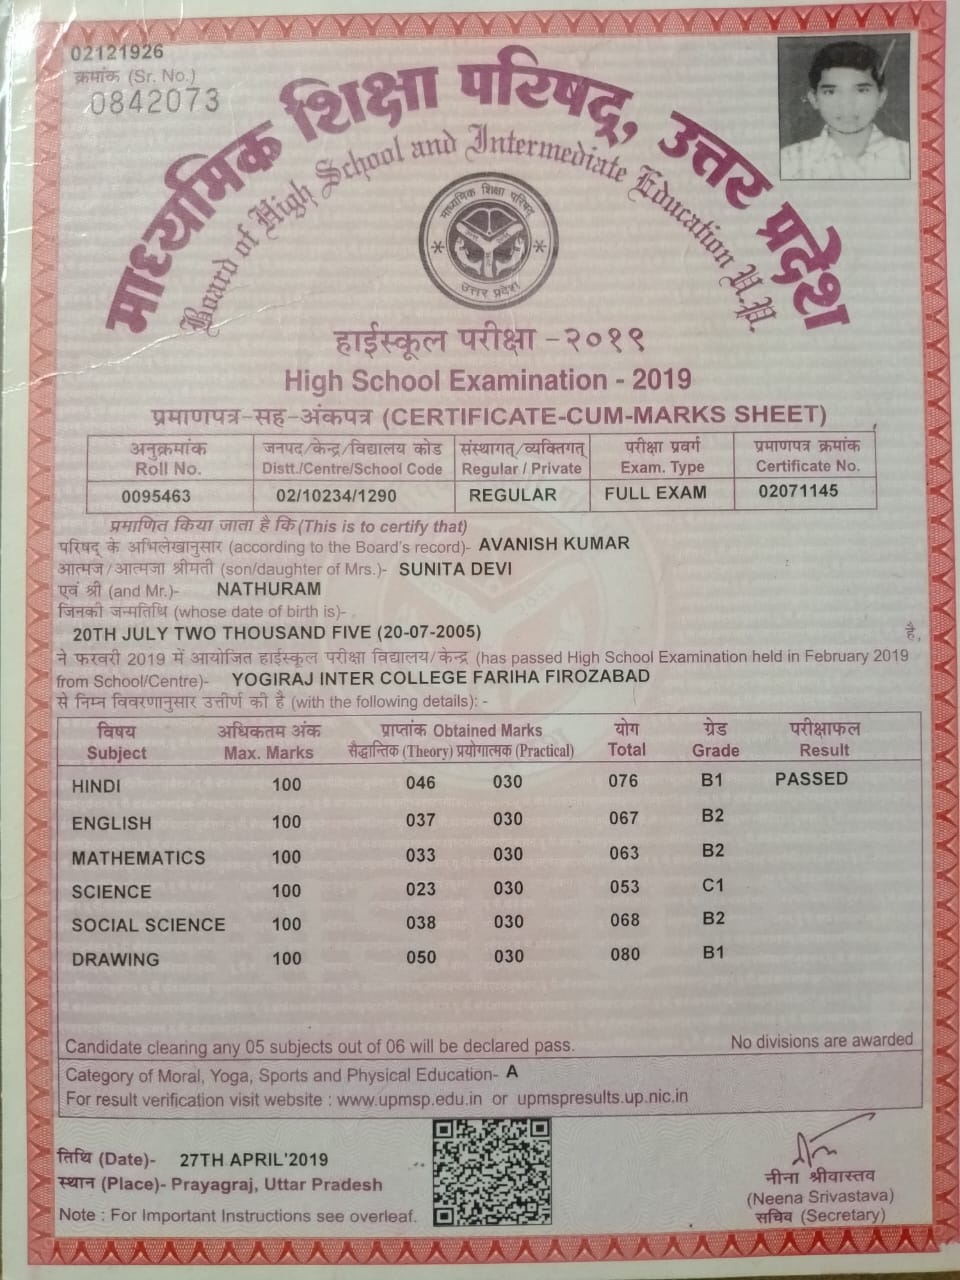 02121926
क्रमांक (Sr. No.)
0842073
माध्यमिक शिक्षा परिषद्, उत्तर प्रदेश
Board of High School and Intermediate Education U.P.
माध्यमिक शिक्षा परिषद्
उत्तर प्रदेश
हाईस्कूल परीक्षा - २०१९
High School Examination - 2019
प्रमाणपत्र-सह-अंकपत्र (CERTIFICATE-CUM-MARKS SHEET)
अनुक्रमांक जनपद/केन्द्र/विद्यालय कोड संस्थागत्/व्यक्तिगत् परीक्षा प्रवर्ग प्रमाणपत्र क्रमांक
Roll No. Distt./Centre/School Code Regular / Private Exam. Type Certificate No.
0095463 02/10234/1290 REGULAR FULL EXAM 02071145
प्रमाणित किया जाता है कि (This is to certify that)
परिषद् के अभिलेखानुसार (according to the Board's record)- AVANISH KUMAR
आत्मज/आत्मजा श्रीमती (son/daughter of Mrs.)- SUNITA DEVI
एवं श्री (and Mr.)- NATHURAM
जिनकी जन्मतिथि (whose date of birth is)-
20TH JULY TWO THOUSAND FIVE (20-07-2005) है,
ने फरवरी 2019 में आयोजित हाईस्कूल परीक्षा विद्यालय/केन्द्र (has passed High School Examination held in February 2019
from School/Centre)- YOGIRAJ INTER COLLEGE FARIHA FIROZABAD
से निम्न विवरणानुसार उत्तीर्ण की है (with the following details): -
विषय अधिकतम अंक प्राप्तांक Obtained Marks योग ग्रेड परीक्षाफल
Subject Max. Marks सैद्धान्तिक (Theory) प्रयोगात्मक (Practical) Total Grade Result
HINDI 100 046 030 076 B1 PASSED
ENGLISH 100 037 030 067 B2
MATHEMATICS 100 033 030 063 B2
SCIENCE 100 023 030 053 C1
SOCIAL SCIENCE 100 038 030 068 B2
DRAWING 100 050 030 080 B1
Candidate clearing any 05 subjects out of 06 will be declared pass. No divisions are awarded
Category of Moral, Yoga, Sports and Physical Education- A
For result verification visit website : www.upmsp.edu.in or upmspresults.up.nic.in
तिथि (Date)- 27TH APRIL'2019
स्थान (Place)- Prayagraj, Uttar Pradesh
Note : For Important Instructions see overleaf.
नीना श्रीवास्तव
(Neena Srivastava)
सचिव (Secretary)